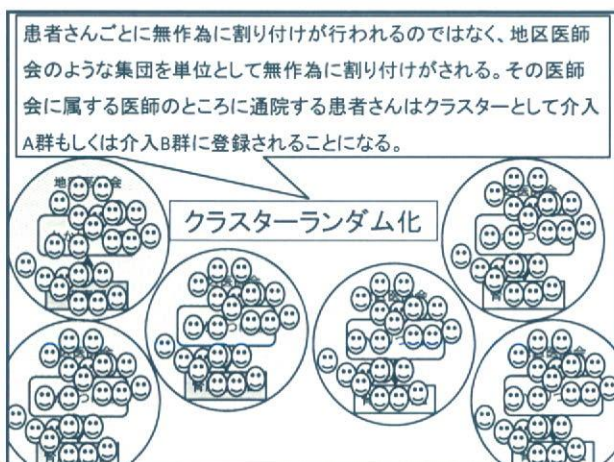 患者さんごとに無作為に割り付けが行われるのではなく、地区医師
会のような集団を単位として無作為に割り付けがされる。その医師
会に属する医師のところに通院する患者さんはクラスターとして介入
A群もしくは介入B群に登録されることになる。
クラスターランダム化